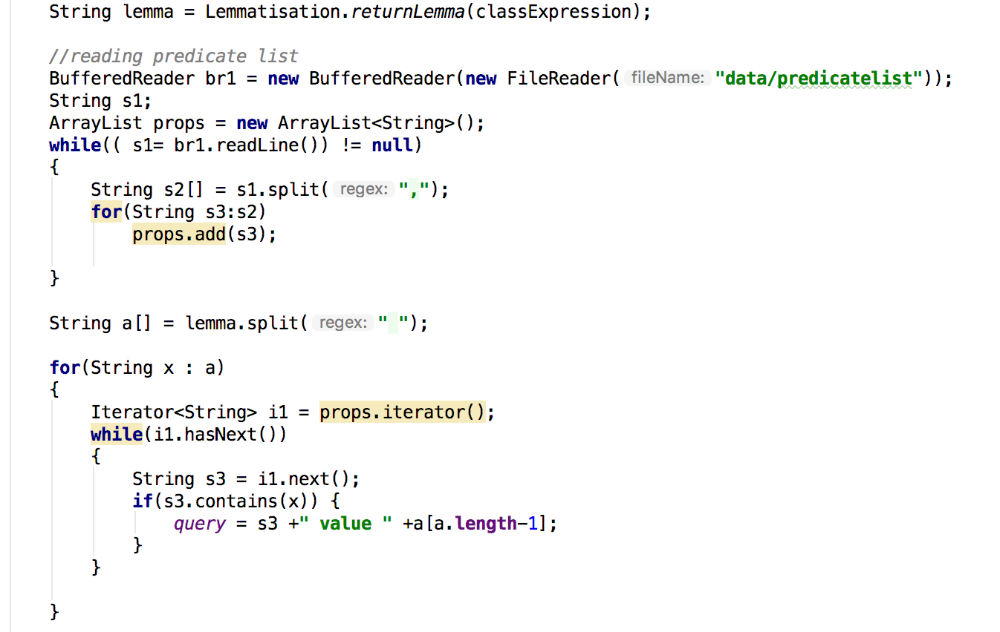 String lemma = Lemmatisation.returnLemma(classExpression);
//reading predicate list
BufferedReader br1 = new BufferedReader(new FileReader( fileName: "data/predicatelist"));
String s1;
ArrayList props = new ArrayList<String>();
while(( s1= br1.readLine()) != null)
{
String s2[] = s1.split( regex: ",");
for(String s3:s2)
props.add(s3);
}
String a[] = lemma.split( regex: " ");
for(String x : a)
{
Iterator<String> i1 = props.iterator();
while(i1.hasNext())
{
String s3 = i1.next();
if(s3.contains(x)) {
query = s3 +" value " +a[a.length-1];
}
}
}